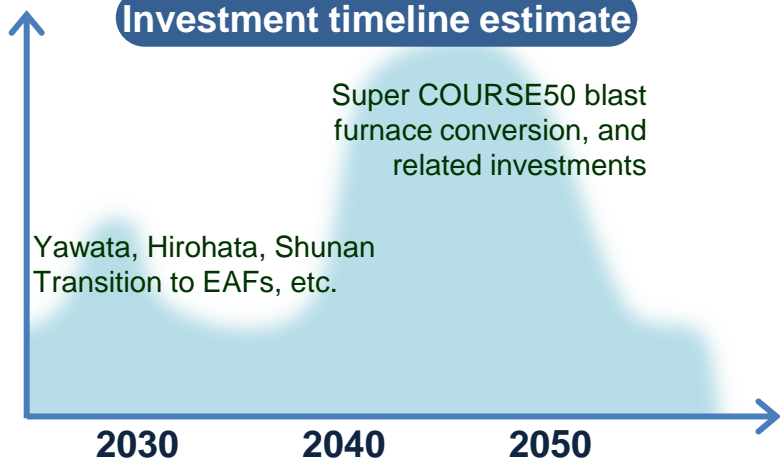 Investment timeline estimate
Super COURSE50 blast
furnace conversion, and
related investments
Yawata, Hirohata, Shunan
Transition to EAFs, etc.
2030 2040 2050